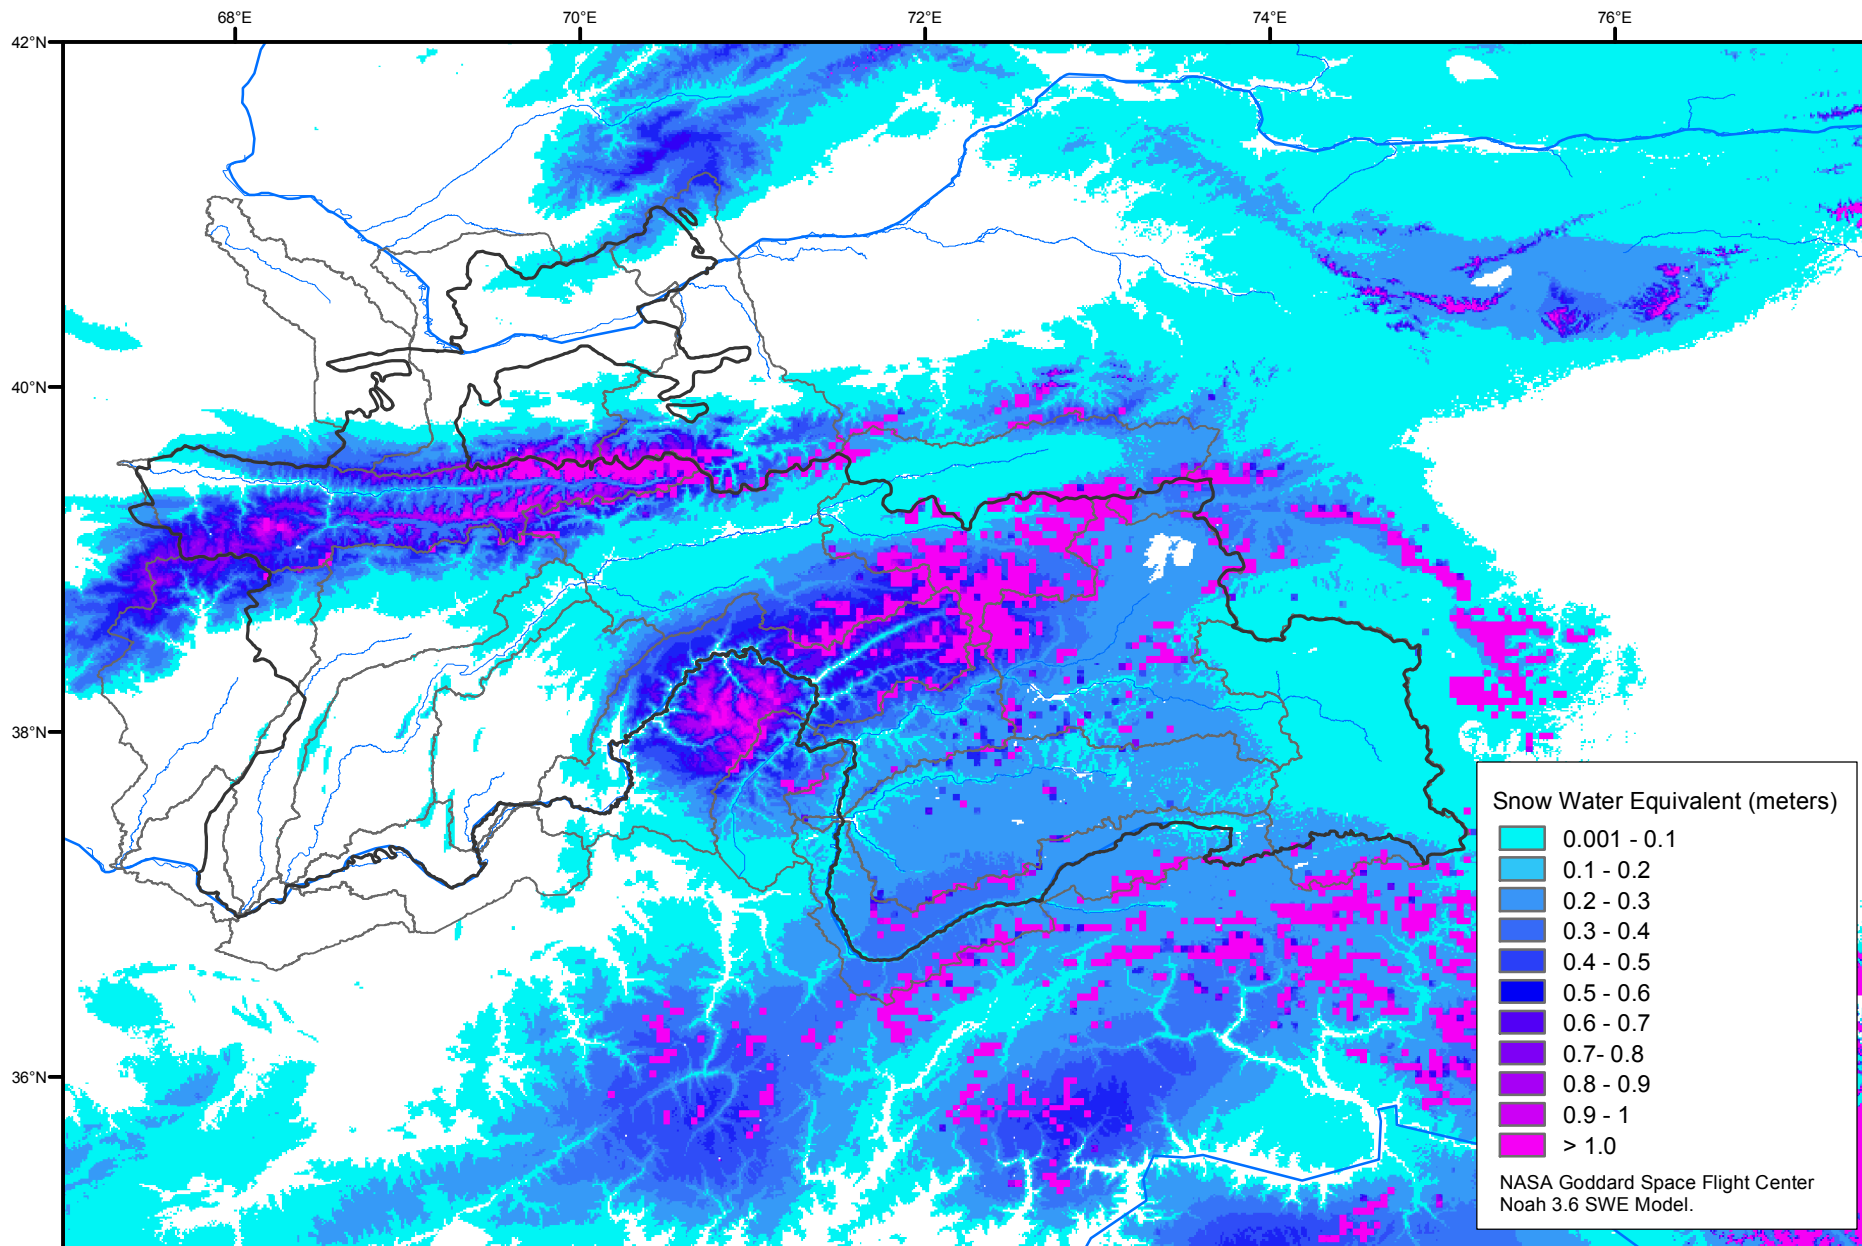 68°E
70°E
72°E
74°E
76°E
42°N
40°N
38°N
36°N
Snow Water Equivalent (meters)
0.001 - 0.1
0.1 - 0.2
0.2 - 0.3
0.3 - 0.4
0.4 - 0.5
0.5 - 0.6
0.6 - 0.7
0.7- 0.8
0.8 - 0.9
0.9 - 1
> 1.0
NASA Goddard Space Flight Center
Noah 3.6 SWE Model.